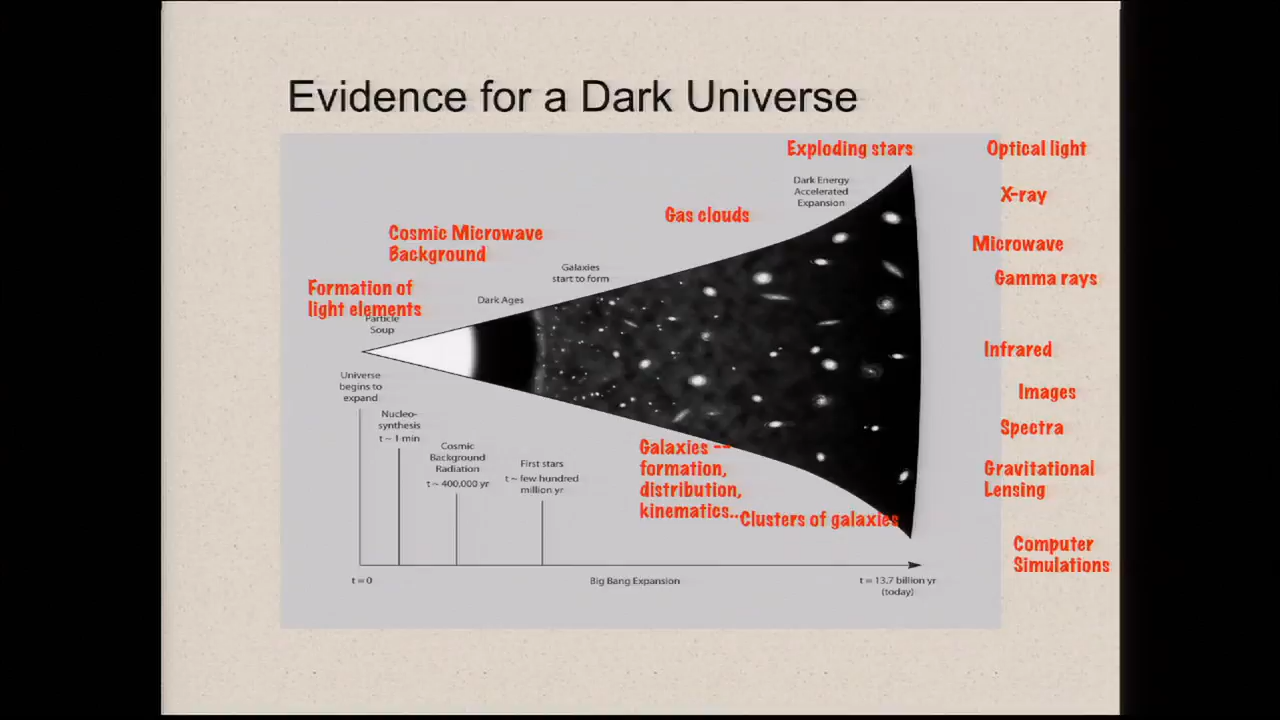 Evidence for a Dark Universe
Exploding stars
Optical light
Dark Energy
Accelerated
Expansion
X-ray
Gas clouds
Cosmic Microwave
Background
Microwave
Galaxies
start to form
Gamma rays
Formation of
light elements
Dark Ages
Particle
Soup
Infrared
Universe
begins to
expand
Images
Nucleo-
synthesis
t ~ 1 min
Spectra
Cosmic
Background
Radiation
t ~ 400,000 yr
First stars
t ~ few hundred
million yr
Galaxies --
formation,
distribution,
kinematics...
Gravitational
Lensing
Clusters of galaxies
Computer
Simulations
t = 0
Big Bang Expansion
t = 13.7 billion yr
(today)